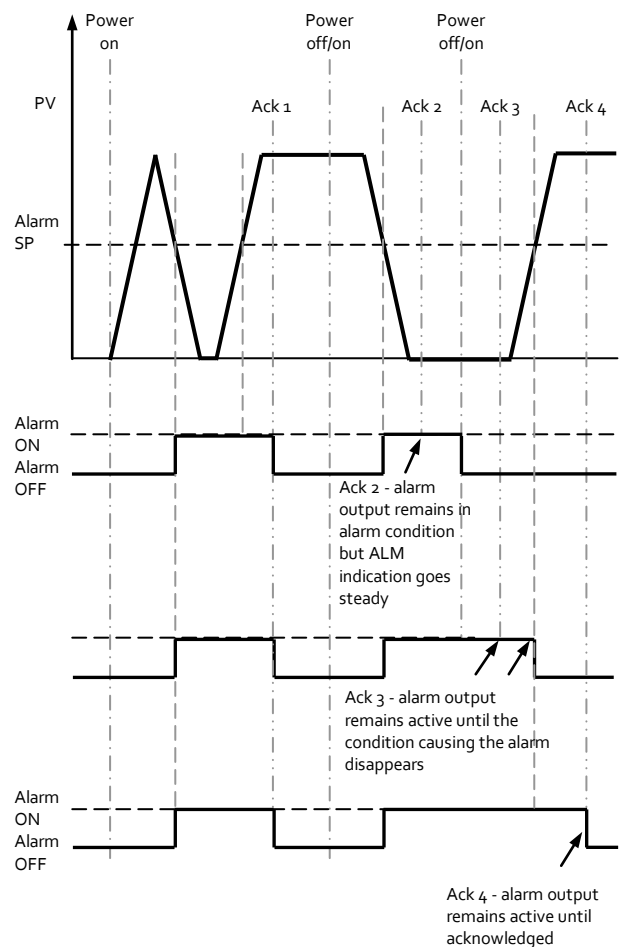 Power
on
Power
off/on
Power
off/on
PV
Ack 1
Ack 2
Ack 3
Ack 4
Alarm
SP
Alarm
ON
Alarm
OFF
Ack 2 - alarm
output remains in
alarm condition
but ALM
indication goes
steady
Ack 3 - alarm output
remains active until the
condition causing the alarm
disappears
Alarm
ON
Alarm
OFF
Ack 4 - alarm output
remains active until
acknowledged